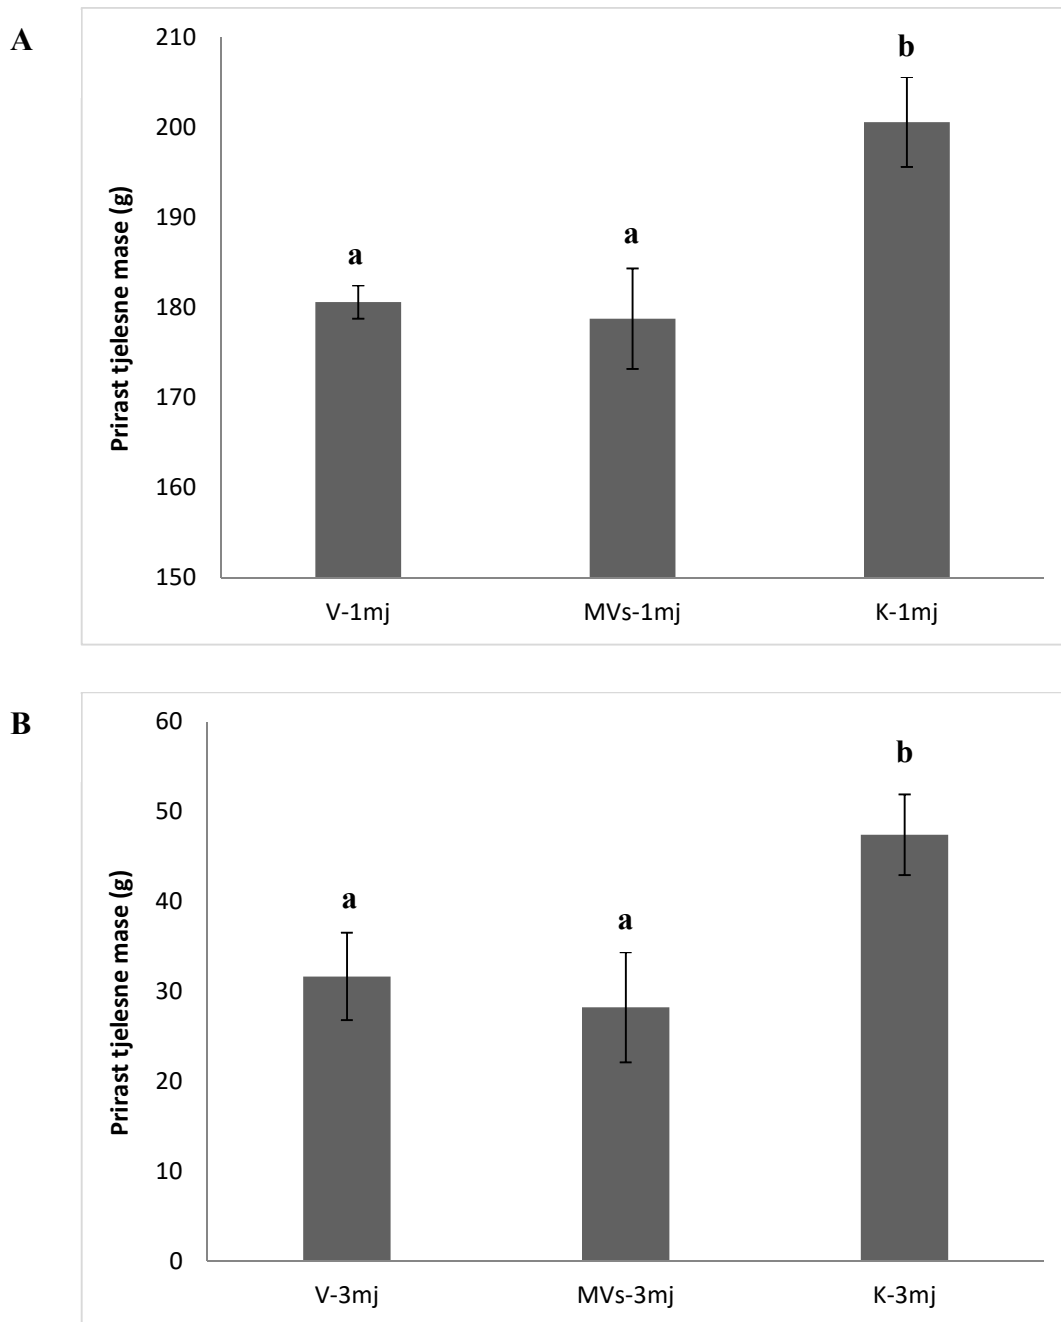 A
Prirast tjelesne mase (g)
210
200
190
180
170
160
150
a
a
b
V-1mj MVs-1mj K-1mj
B
Prirast tjelesne mase (g)
60
50
40
30
20
10
0
a
a
b
V-3mj MVs-3mj K-3mj